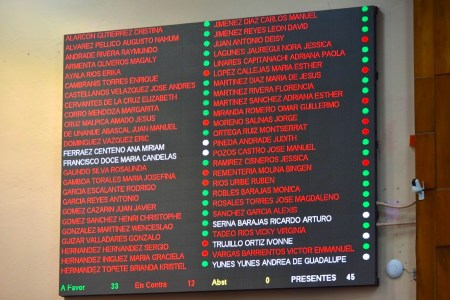 ALARCON GUTIERREZ CRISTINA
ALVAREZ PELLICO AUGUSTO NAHUM
ANDRADE RIVERA RAYMUNDO
ARMENTA OLIVEROS MAGALY
AYALA RIOS ERIKA
CAMBRANIS TORRES ENRIQUE
CASTELLANOS VELAZQUEZ JOSE ANDRES
CERVANTES DE LA CRUZ ELIZABETH
CORRO MENDOZA MARGARITA
CRUZ MALPICA AMADO JESUS
DE UNANUE ABASCAL JUAN MANUEL
DOMINGUEZ VAZQUEZ ERIC
FERRAEZ CENTENO ANA MIRIAM
FRANCISCO DOCE MARIA CANDELAS
GALINDO SILVA ROSALINDA
GAMBOA TORALES MARIA JOSEFINA
GARCIA ESCALANTE RODRIGO
GARCIA REYES ANTONIO
GOMEZ CAZARIN JUAN JAVIER
GOMEZ SANCHEZ HENRI CHRISTOPHE
GONZALEZ MARTINEZ WENCESLAO
GUIZAR VALLADARES GONZALO
HERNANDEZ HERNANDEZ SERGIO
HERNANDEZ INIGUEZ MARIA GRACIELA
HERNANDEZ TOPETE BRIANDA KRISTEL
JIMENEZ DIAZ CARLOS MANUEL
JIMENEZ REYES LEON DAVID
JUAN ANTONIO DEISY
LAGUNES JAUREGUI NORA JESSICA
LINARES CAPITANACHI ADRIANA PAOLA
LOPEZ CALLEJAS MARIA ESTHER
MARTINEZ DIAZ MARIA DE JESUS
MARTINEZ RIVERA FLORENCIA
MARTINEZ SANCHEZ ADRIANA ESTHER
MIRANDA ROMERO OMAR GUILLERMO
MORENO SALINAS JORGE
ORTEGA RUIZ MONTSERRAT
PINEDA ANDRADE JUDITH
POZOS CASTRO JOSE MANUEL
RAMIREZ CISNEROS JESSICA
REMENTERIA MOLINA BINGEN
RIOS URIBE RUBEN
ROBLES BARAJAS MONICA
ROSALES TORRES JOSE MAGDALENO
SANCHEZ GARCIA ALEXIS
SERNA BARAJAS RICARDO ARTURO
TADEO RIOS VICKY VIRGINIA
TRUJILLO ORTIZ IVONNE
VARGAS BARRIENTOS VICTOR EMMANUEL
YUNES YUNES ANDREA DE GUADALUPE
A Favor 33 En Contra 12 Abst 0 PRESENTES 45